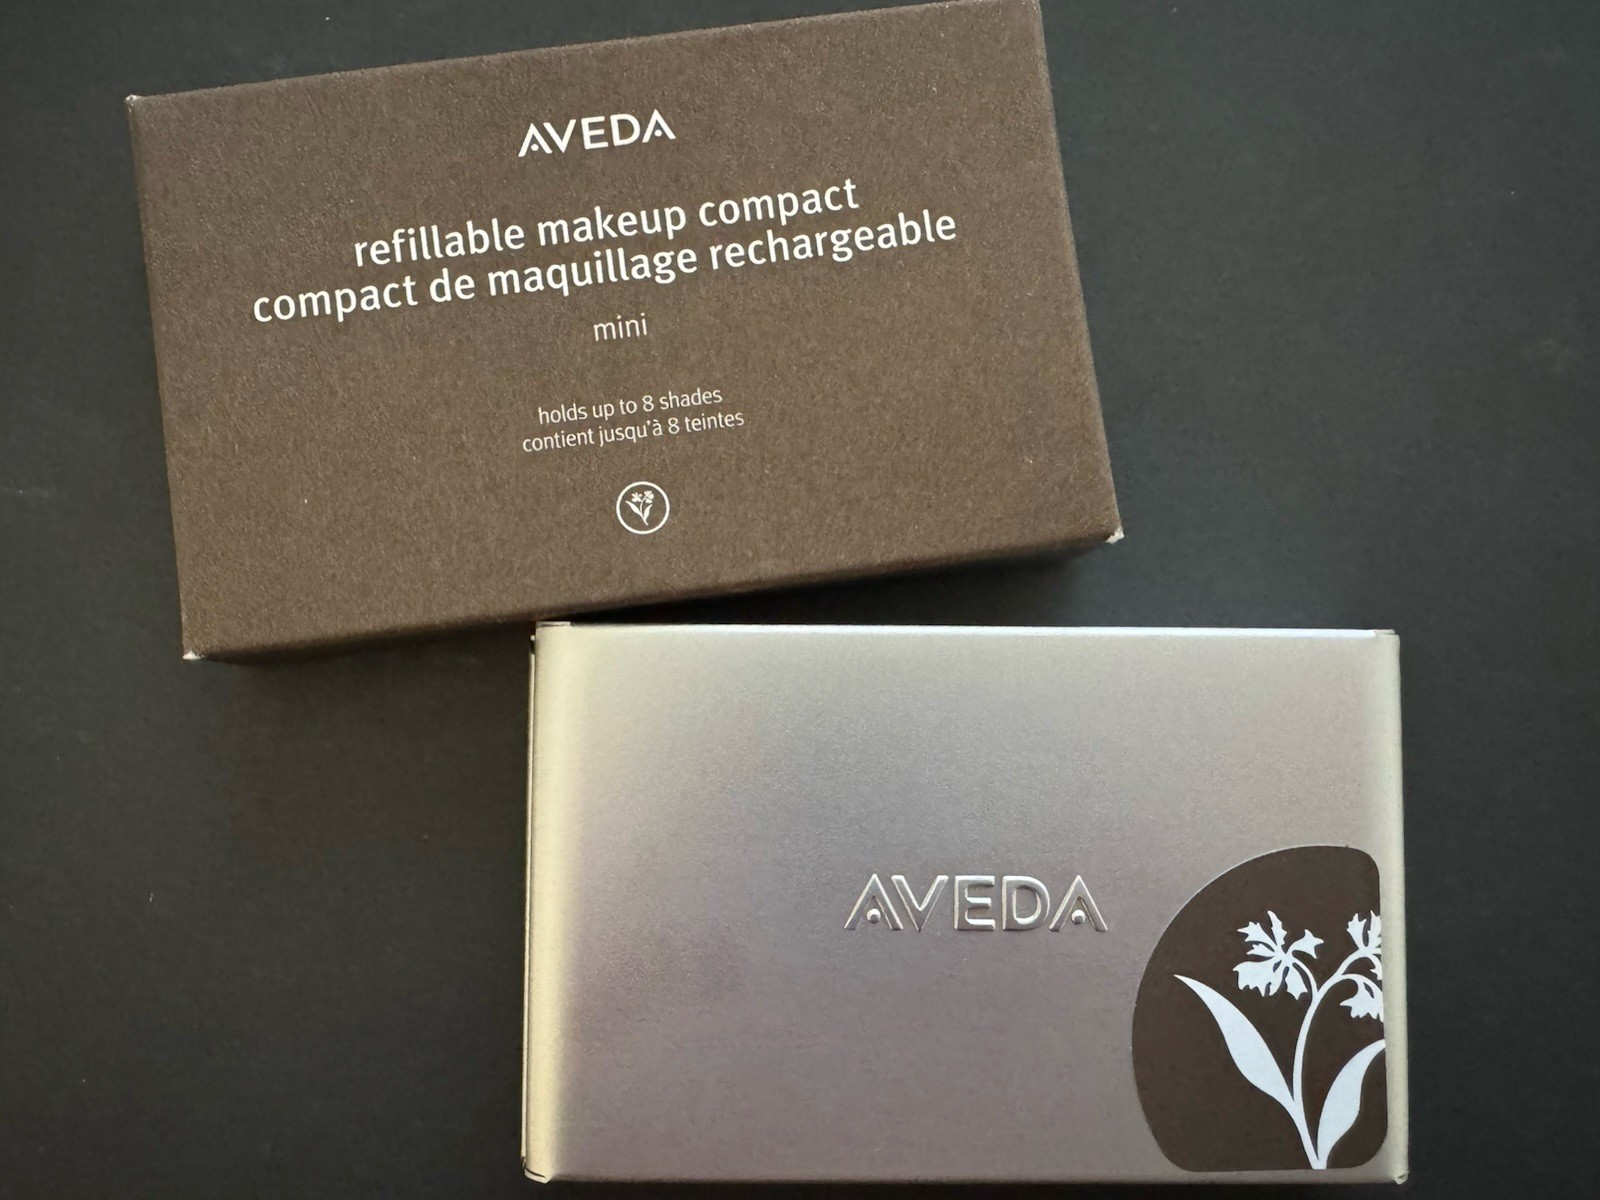 AVEDA
refillable makeup compact
compact de maquillage rechargeable
mini
holds up to 8 shades
contient jusqu'à 8 teintes
AVEDA